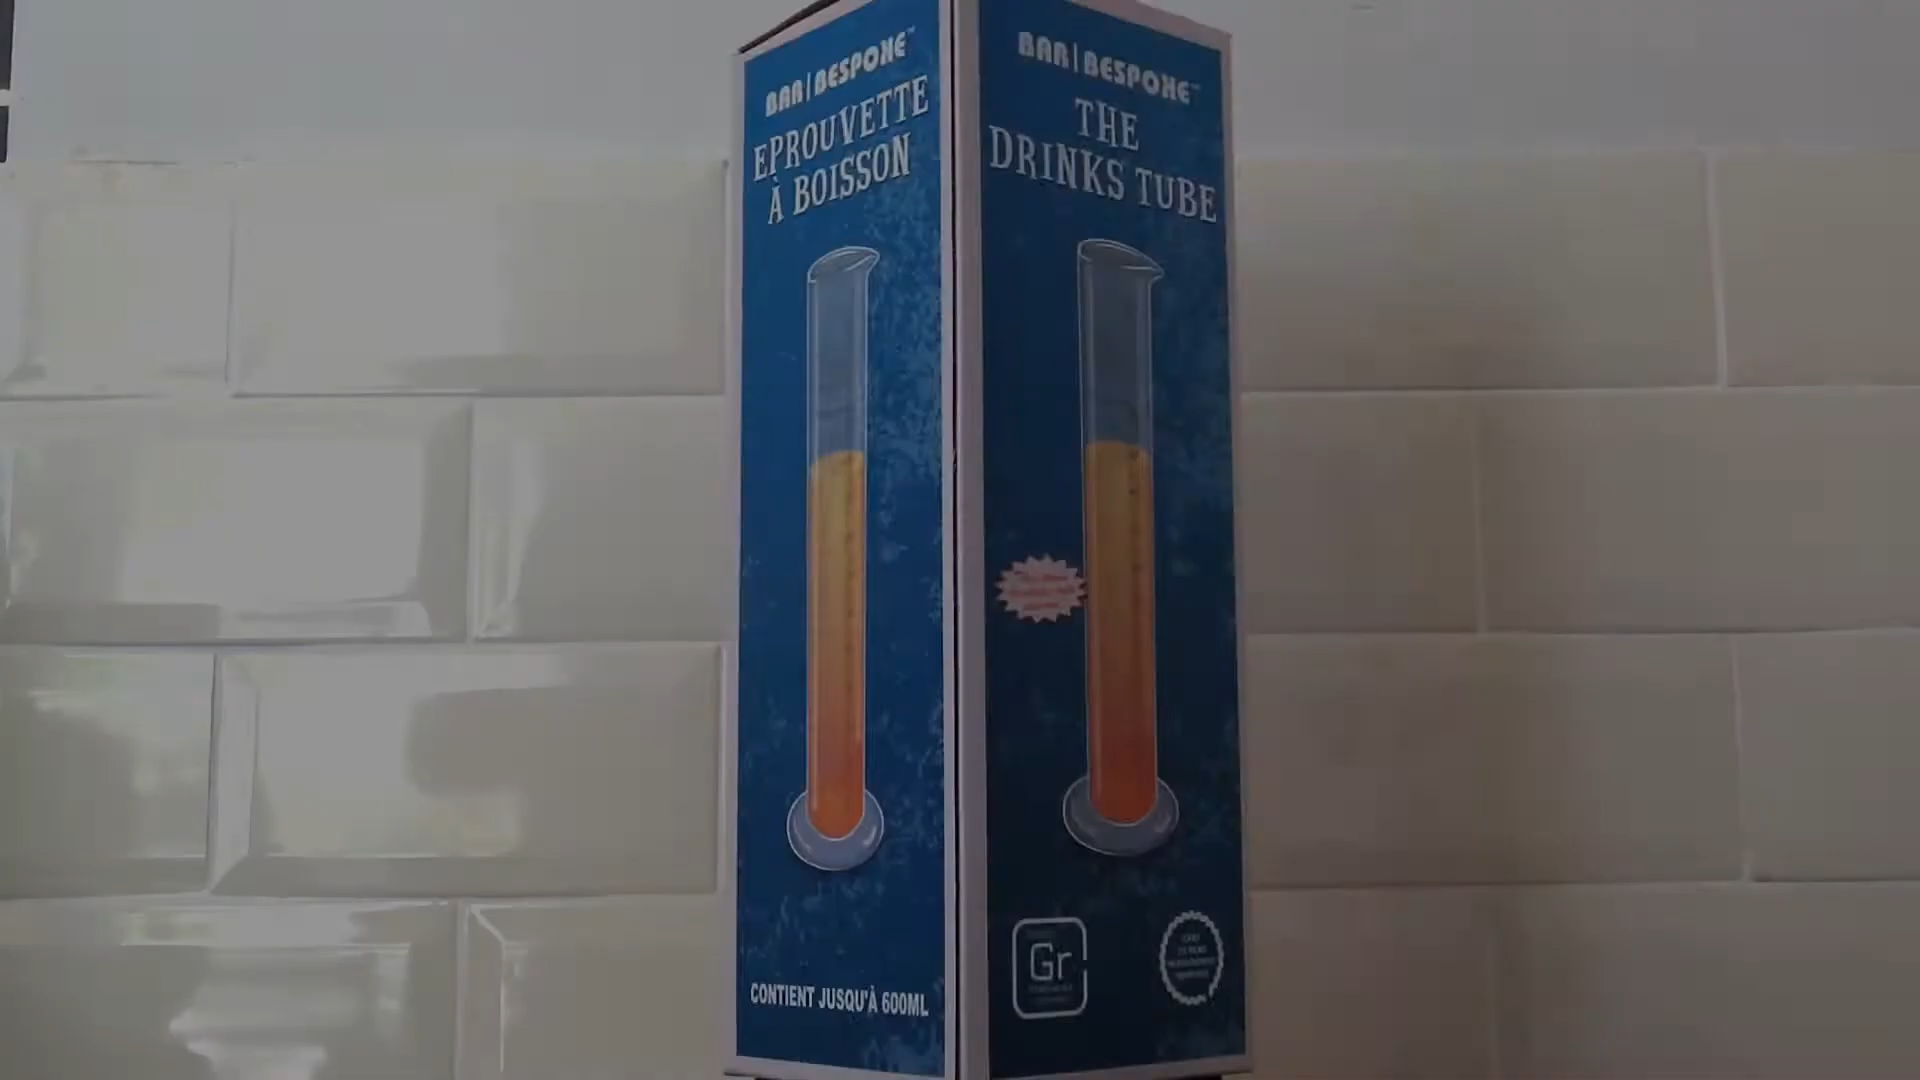 BAR|BESPOKE™
EPROUVETTE
À BOISSON
CONTIENT JUSQU'À 600ML
BAR|BESPOKE™
THE
DRINKS TUBE
Gr